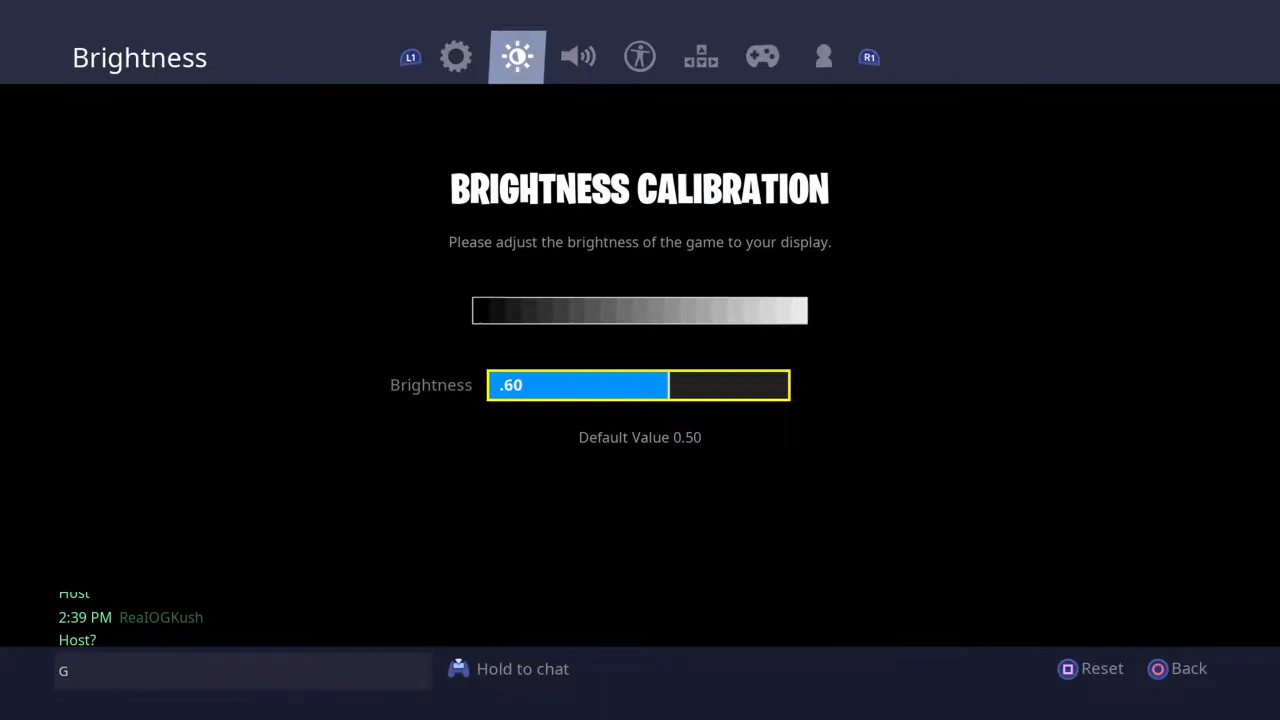 Brightness
L1
R1
BRIGHTNESS CALIBRATION
Please adjust the brightness of the game to your display.
Brightness .60
Default Value 0.50
Host
2:39 PM ReaIOGKush
Host?
G
Hold to chat
Reset
Back